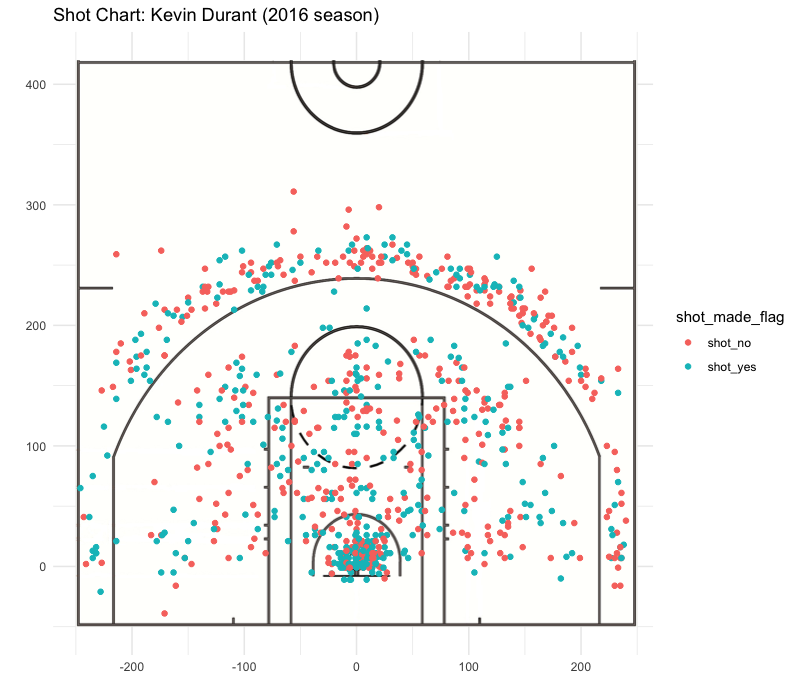 Shot Chart: Kevin Durant (2016 season)
400
300
200
100
0
-200 -100 0 100 200
shot_made_flag
shot_no
shot_yes